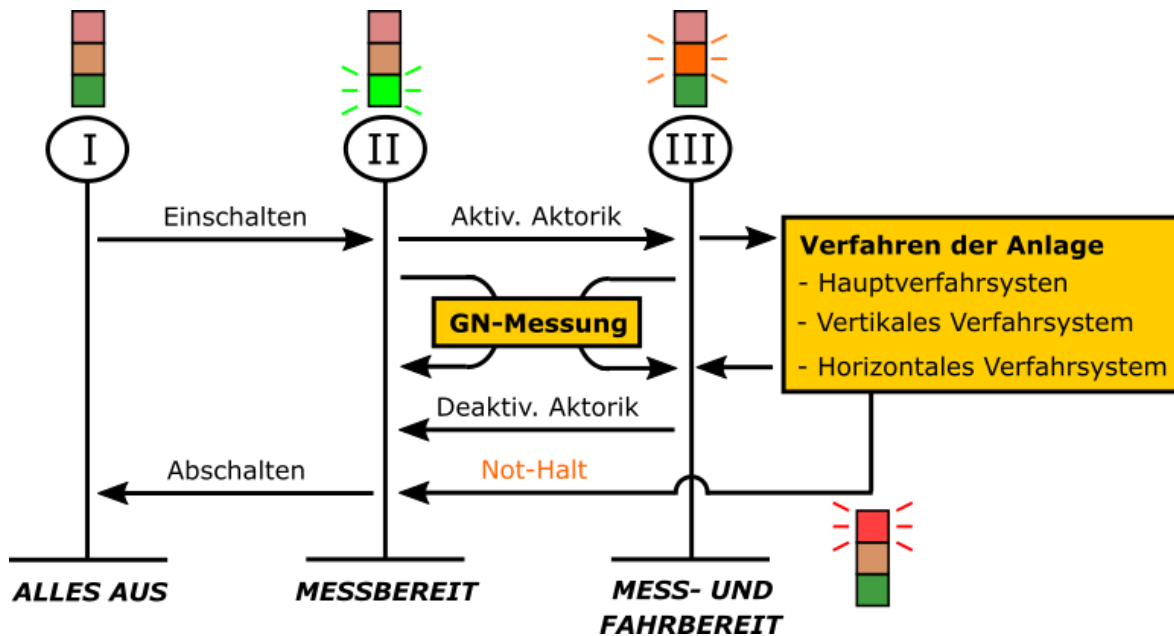 I
II
III
Einschalten
Aktiv. Aktorik
Verfahren der Anlage
- Hauptverfahrsysten
- Vertikales Verfahrsystem
- Horizontales Verfahrsystem
GN-Messung
Deaktiv. Aktorik
Abschalten
Not-Halt
ALLES AUS
MESSBEREIT
MESS- UND
FAHRBEREIT